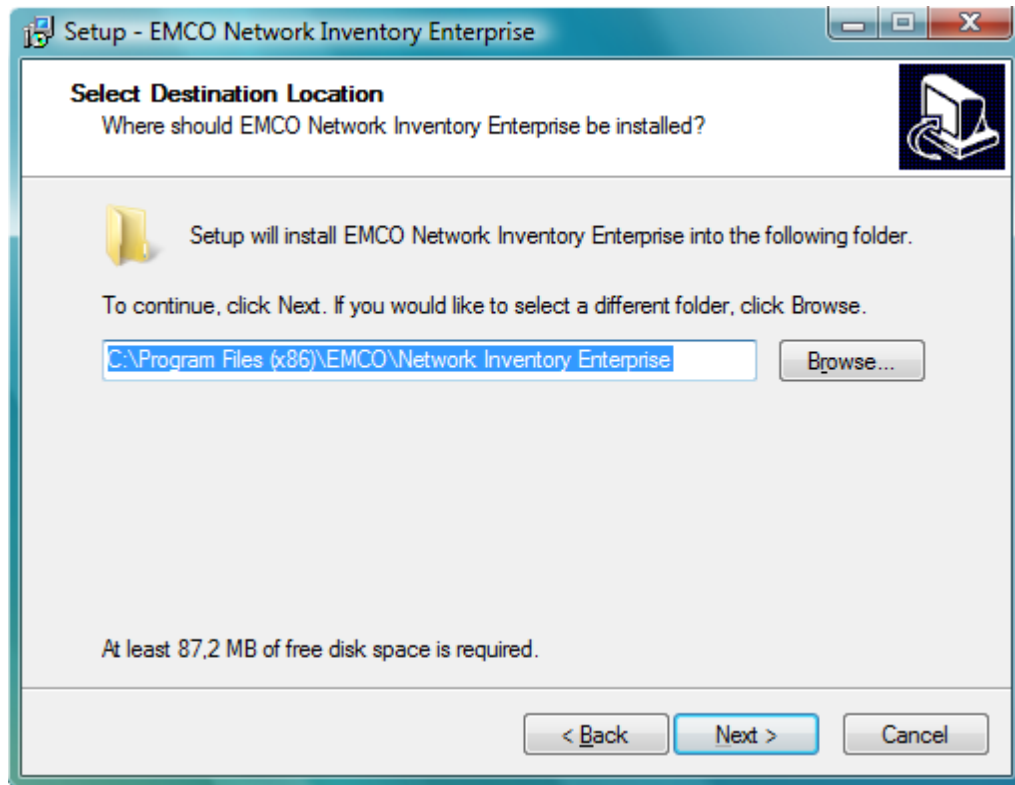 Setup - EMCO Network Inventory Enterprise
Select Destination Location
Where should EMCO Network Inventory Enterprise be installed?
Setup will install EMCO Network Inventory Enterprise into the following folder.
To continue, click Next. If you would like to select a different folder, click Browse.
C:\Program Files (x86)\EMCO\Network Inventory Enterprise
Browse...
At least 87,2 MB of free disk space is required.
< Back
Next >
Cancel